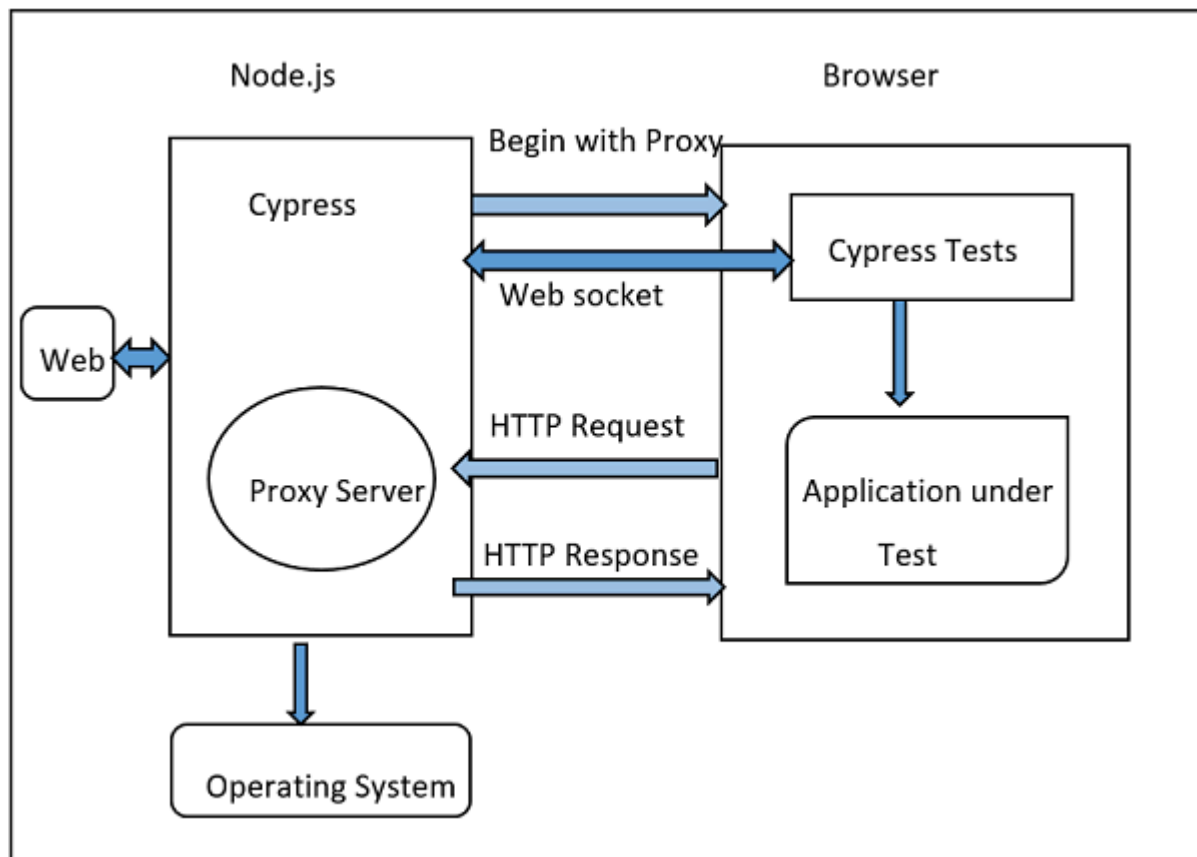 Node.js
Browser
Begin with Proxy
Cypress
Cypress Tests
Web socket
Web
HTTP Request
Proxy Server
Application under
Test
HTTP Response
Operating System